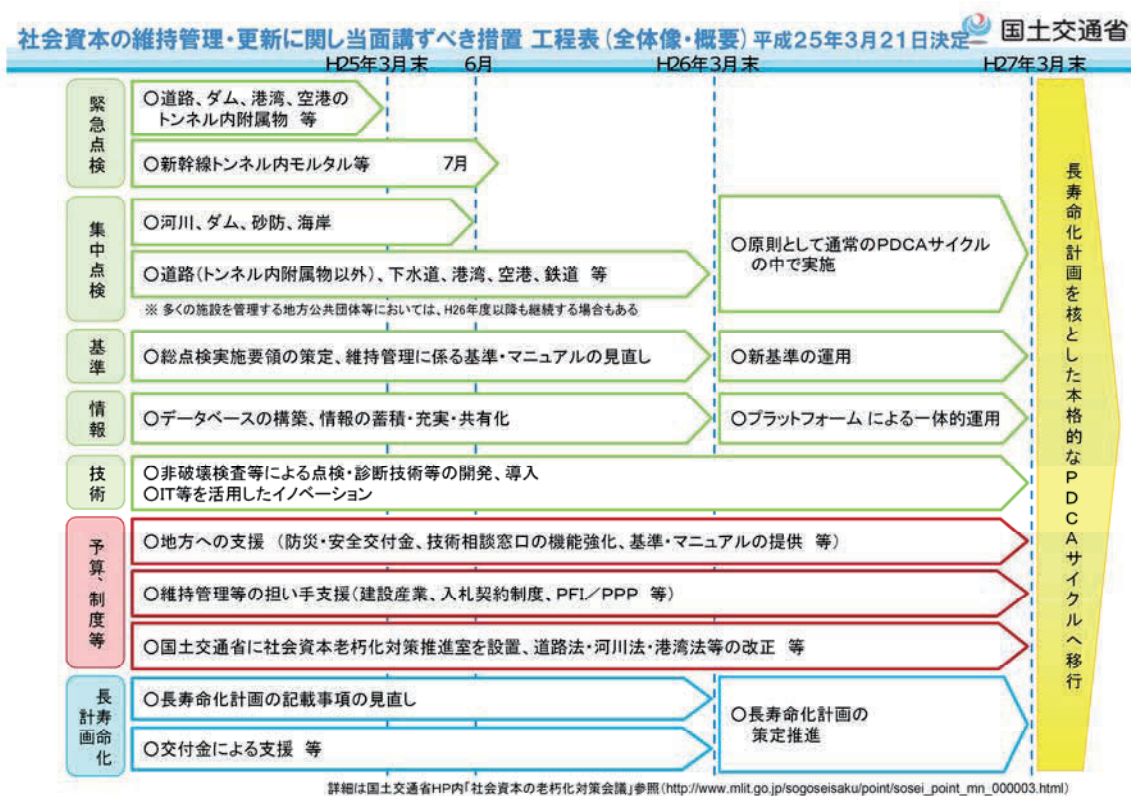 社会資本の維持管理・更新に関し当面講ずべき措置 工程表（全体像・概要）平成25年3月21日決定
国土交通省
H25年3月末
6月
H26年3月末
H27年3月末
緊急点検
○道路、ダム、港湾、空港の
トンネル内附属物 等
○新幹線トンネル内モルタル等 7月
集中点検
○河川、ダム、砂防、海岸
○道路（トンネル内附属物以外）、下水道、港湾、空港、鉄道 等
※ 多くの施設を管理する地方公共団体等においては、H26年度以降も継続する場合もある
○原則として通常のPDCAサイクル
の中で実施
基準
○総点検実施要領の策定、維持管理に係る基準・マニュアルの見直し
○新基準の運用
情報
○データベースの構築、情報の蓄積・充実・共有化
○プラットフォーム による一体的運用
技術
○非破壊検査等による点検・診断技術等の開発、導入
○IT等を活用したイノベーション
予算、制度等
○地方への支援 （防災・安全交付金、技術相談窓口の機能強化、基準・マニュアルの提供 等）
○維持管理等の担い手支援（建設産業、入札契約制度、PFI／PPP 等）
○国土交通省に社会資本老朽化対策推進室を設置、道路法・河川法・港湾法等の改正 等
長寿命化
計画
○長寿命化計画の記載事項の見直し
○交付金による支援 等
○長寿命化計画の
策定推進
長寿命化計画を核とした本格的なPDCAサイクルへ移行
詳細は国土交通省HP内「社会資本の老朽化対策会議」参照（http://www.mlit.go.jp/sogoseisaku/point/sosei_point_mn_000003.html）